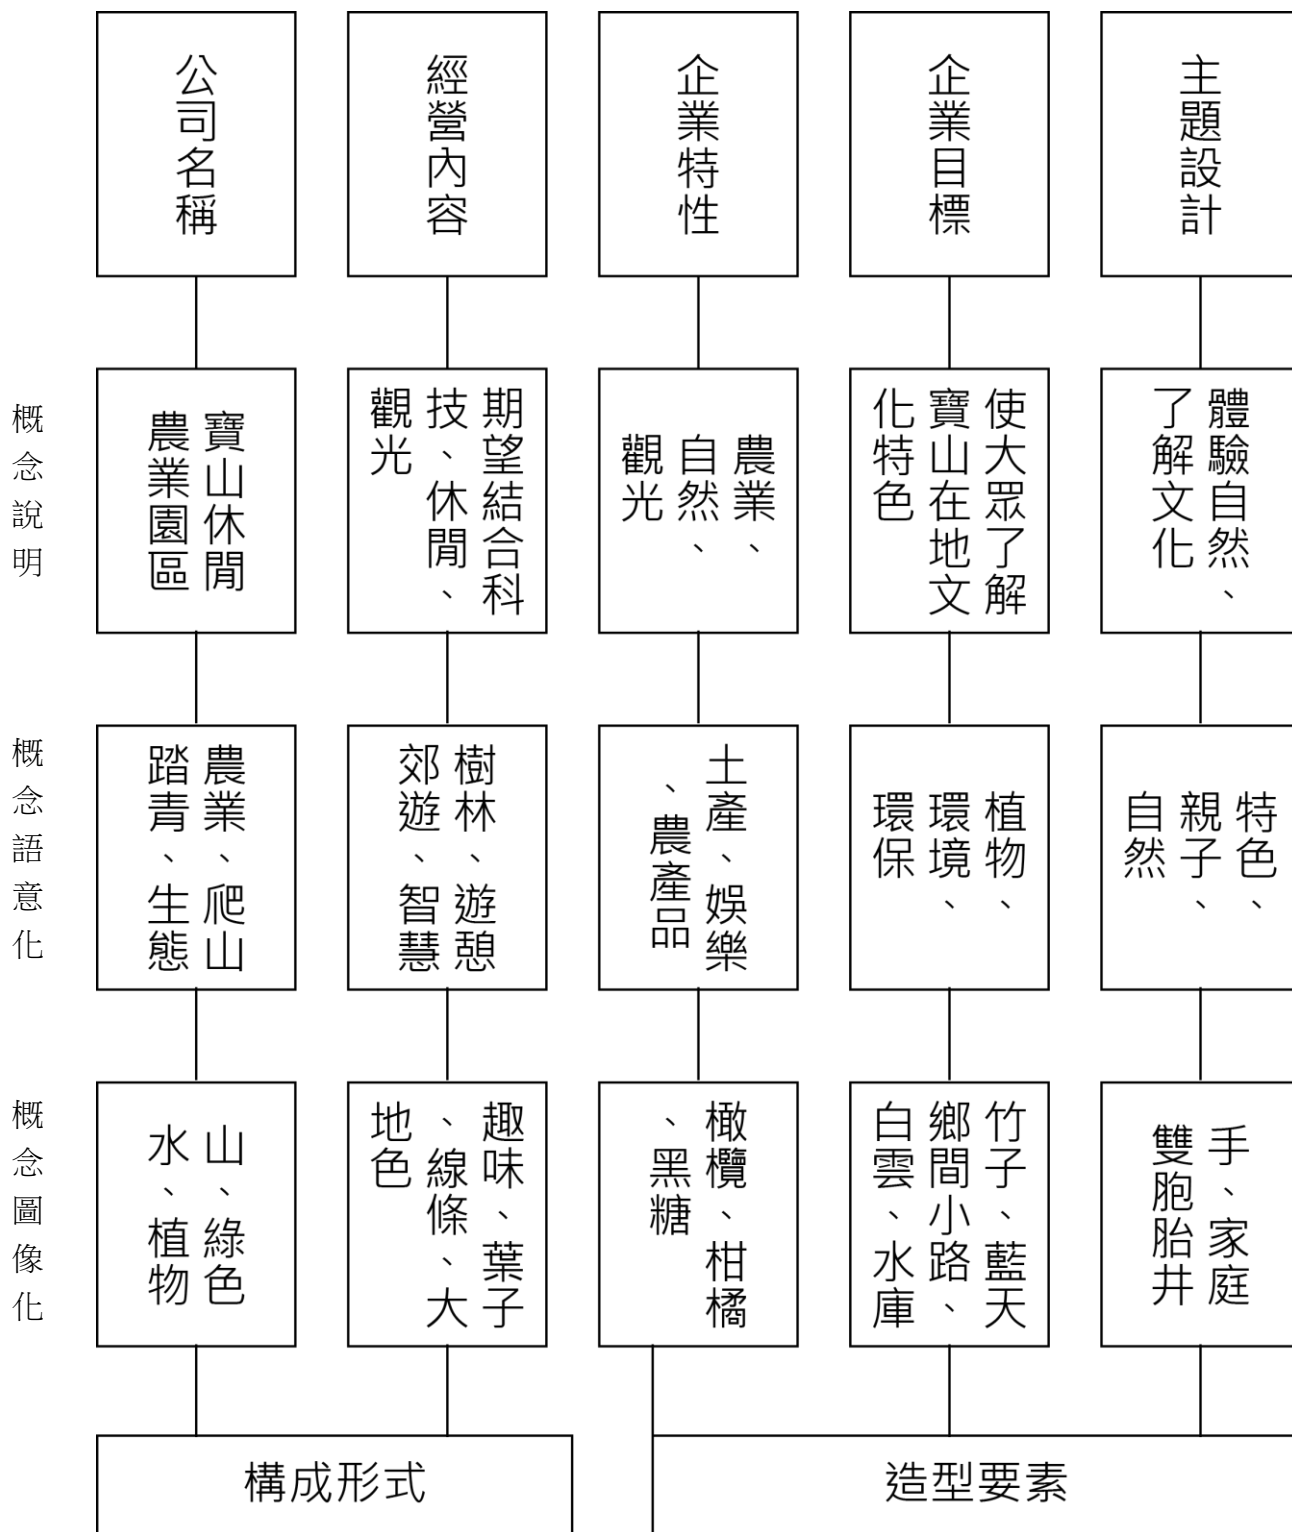 公司名稱
經營內容
企業特性
企業目標
主題設計
概念說明
寶山休閒
農業園區
期望結合科
技、休閒、
觀光
農業、
自然、
觀光
使大眾了解
寶山在地文
化特色
體驗自然、
了解文化
概念語意化
農業、爬山
踏青、生態
樹林、遊憩
郊遊、智慧
土產、娛樂
、農產品
植物、
環境、
環保
特色、
親子、
自然
概念圖像化
山、綠色
水、植物
趣味、葉子
、線條、大
地色
橄欖、柑橘
、黑糖
竹子、藍天
鄉間小路、
白雲、水庫
手、家庭
雙胞胎井
構成形式
造型要素